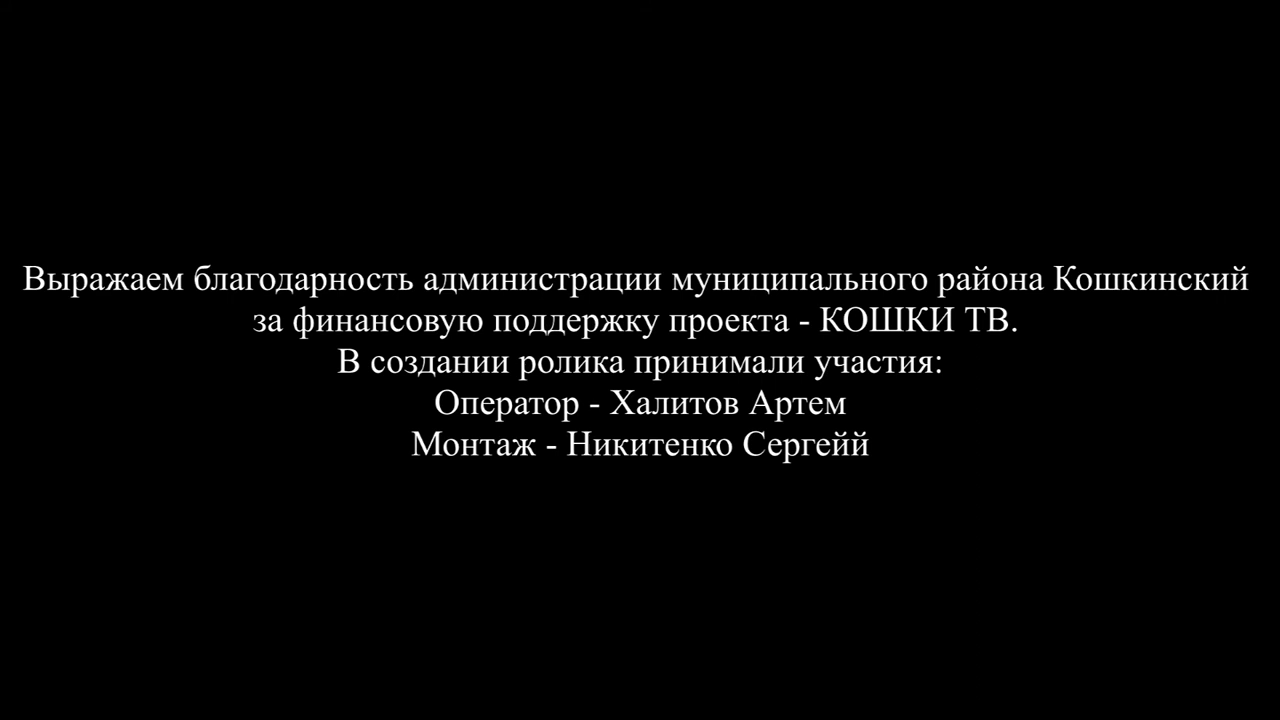 Выражаем благодарность администрации муниципального района Кошкинский
за финансовую поддержку проекта - КОШКИ ТВ.
В создании ролика принимали участия:
Оператор - Халитов Артем
Монтаж - Никитенко Сергейй